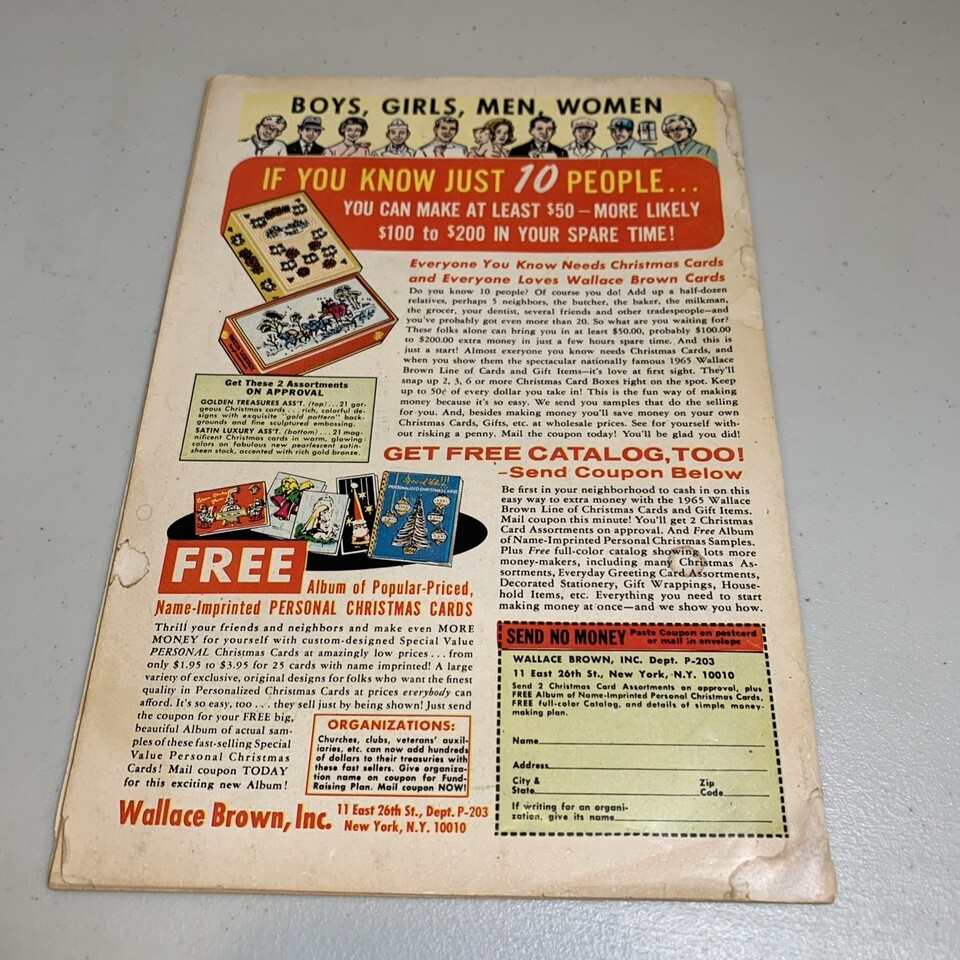 BOYS, GIRLS, MEN, WOMEN
IF YOU KNOW JUST 10 PEOPLE...
YOU CAN MAKE AT LEAST $50 – MORE LIKELY
$100 to $200 IN YOUR SPARE TIME!
Everyone You Know Needs Christmas Cards
and Everyone Loves Wallace Brown Cards
Do you know 10 people? Of course you do! Add up a half-dozen
relatives, perhaps 5 neighbors, the butcher, the baker, the milkman,
the grocer, your dentist, several friends and other tradespeople—and
you've probably got even more than 20. So what are you waiting for?
These folks alone can bring you in at least $50.00, probably $100.00
to $200.00 extra money in just a few hours spare time. And this is
just a start! Almost everyone you know needs Christmas Cards, and
when you show them the spectacular nationally famous 1965 Wallace
Brown Line of Cards and Gift Items—it's love at first sight. They'll
snap up 2, 3, 6 or more Christmas Card Boxes right on the spot. Keep
up to 50¢ of every dollar you take in! This is the fun way of making
money because it's so easy. We send you samples that do the selling
for you. And, besides making money you'll save money on your own
Christmas Cards, Gifts, etc. at wholesale prices. See for yourself with-
out risking a penny. Mail the coupon today! You'll be glad you did!
Get These 2 Assortments
ON APPROVAL
GOLDEN TREASURES ASS'T. (top)...21 gor-
geous Christmas cards...rich, colorful de-
signs with exquisite "gold pattern" back-
grounds and fine sculptured embossing.
SATIN LUXURY ASS'T. (bottom)...21 mag-
nificent Christmas cards in warm, glowing
colors on fabulous new pearlescent satin-
sheen stock, accented with rich gold bronze.
GET FREE CATALOG, TOO!
–Send Coupon Below
Be first in your neighborhood to cash in on this
easy way to extra money with the 1965 Wallace
Brown Line of Christmas Cards and Gift Items.
Mail coupon this minute! You'll get 2 Christmas
Card Assortments on approval. And Free Album
of Name-Imprinted Personal Christmas Samples.
Plus Free full-color catalog showing lots more
money-makers, including many Christmas As-
sortments, Everyday Greeting Card Assortments,
Decorated Stationery, Gift Wrappings, House-
hold Items, etc. Everything you need to start
making money at once—and we show you how.
PERSONALIZED CHRISTMAS CARDS
FREE
Album of Popular-Priced,
Name-Imprinted PERSONAL CHRISTMAS CARDS
Thrill your friends and neighbors and make even MORE
MONEY for yourself with custom-designed Special Value
PERSONAL Christmas Cards at amazingly low prices...from
only $1.95 to $3.95 for 25 cards with name imprinted! A large
variety of exclusive, original designs for folks who want the finest
quality in Personalized Christmas Cards at prices everybody can
afford. It's so easy, too...they sell just by being shown! Just send
the coupon for your FREE big,
beautiful Album of actual sam-
ples of these fast-selling Special
Value Personal Christmas
Cards! Mail coupon TODAY
for this exciting new Album!
ORGANIZATIONS:
Churches, clubs, veterans' auxil-
iaries, etc. can now add hundreds
of dollars to their treasuries with
these fast sellers. Give organiza-
tion name on coupon for Fund-
Raising Plan. Mail coupon NOW!
Wallace Brown, Inc. 11 East 26th St., Dept. P-203
New York, N.Y. 10010
SEND NO MONEY Paste Coupon on postcard
or mail in envelope
WALLACE BROWN, INC. Dept. P-203
11 East 26th St., New York, N.Y. 10010
Send 2 Christmas Card Assortments on approval, plus
FREE Album of Name-Imprinted Personal Christmas Cards,
FREE full-color Catalog, and details of simple money-
making plan.
Name
Address
City &
State
Zip
Code
If writing for an organi-
zation, give its name